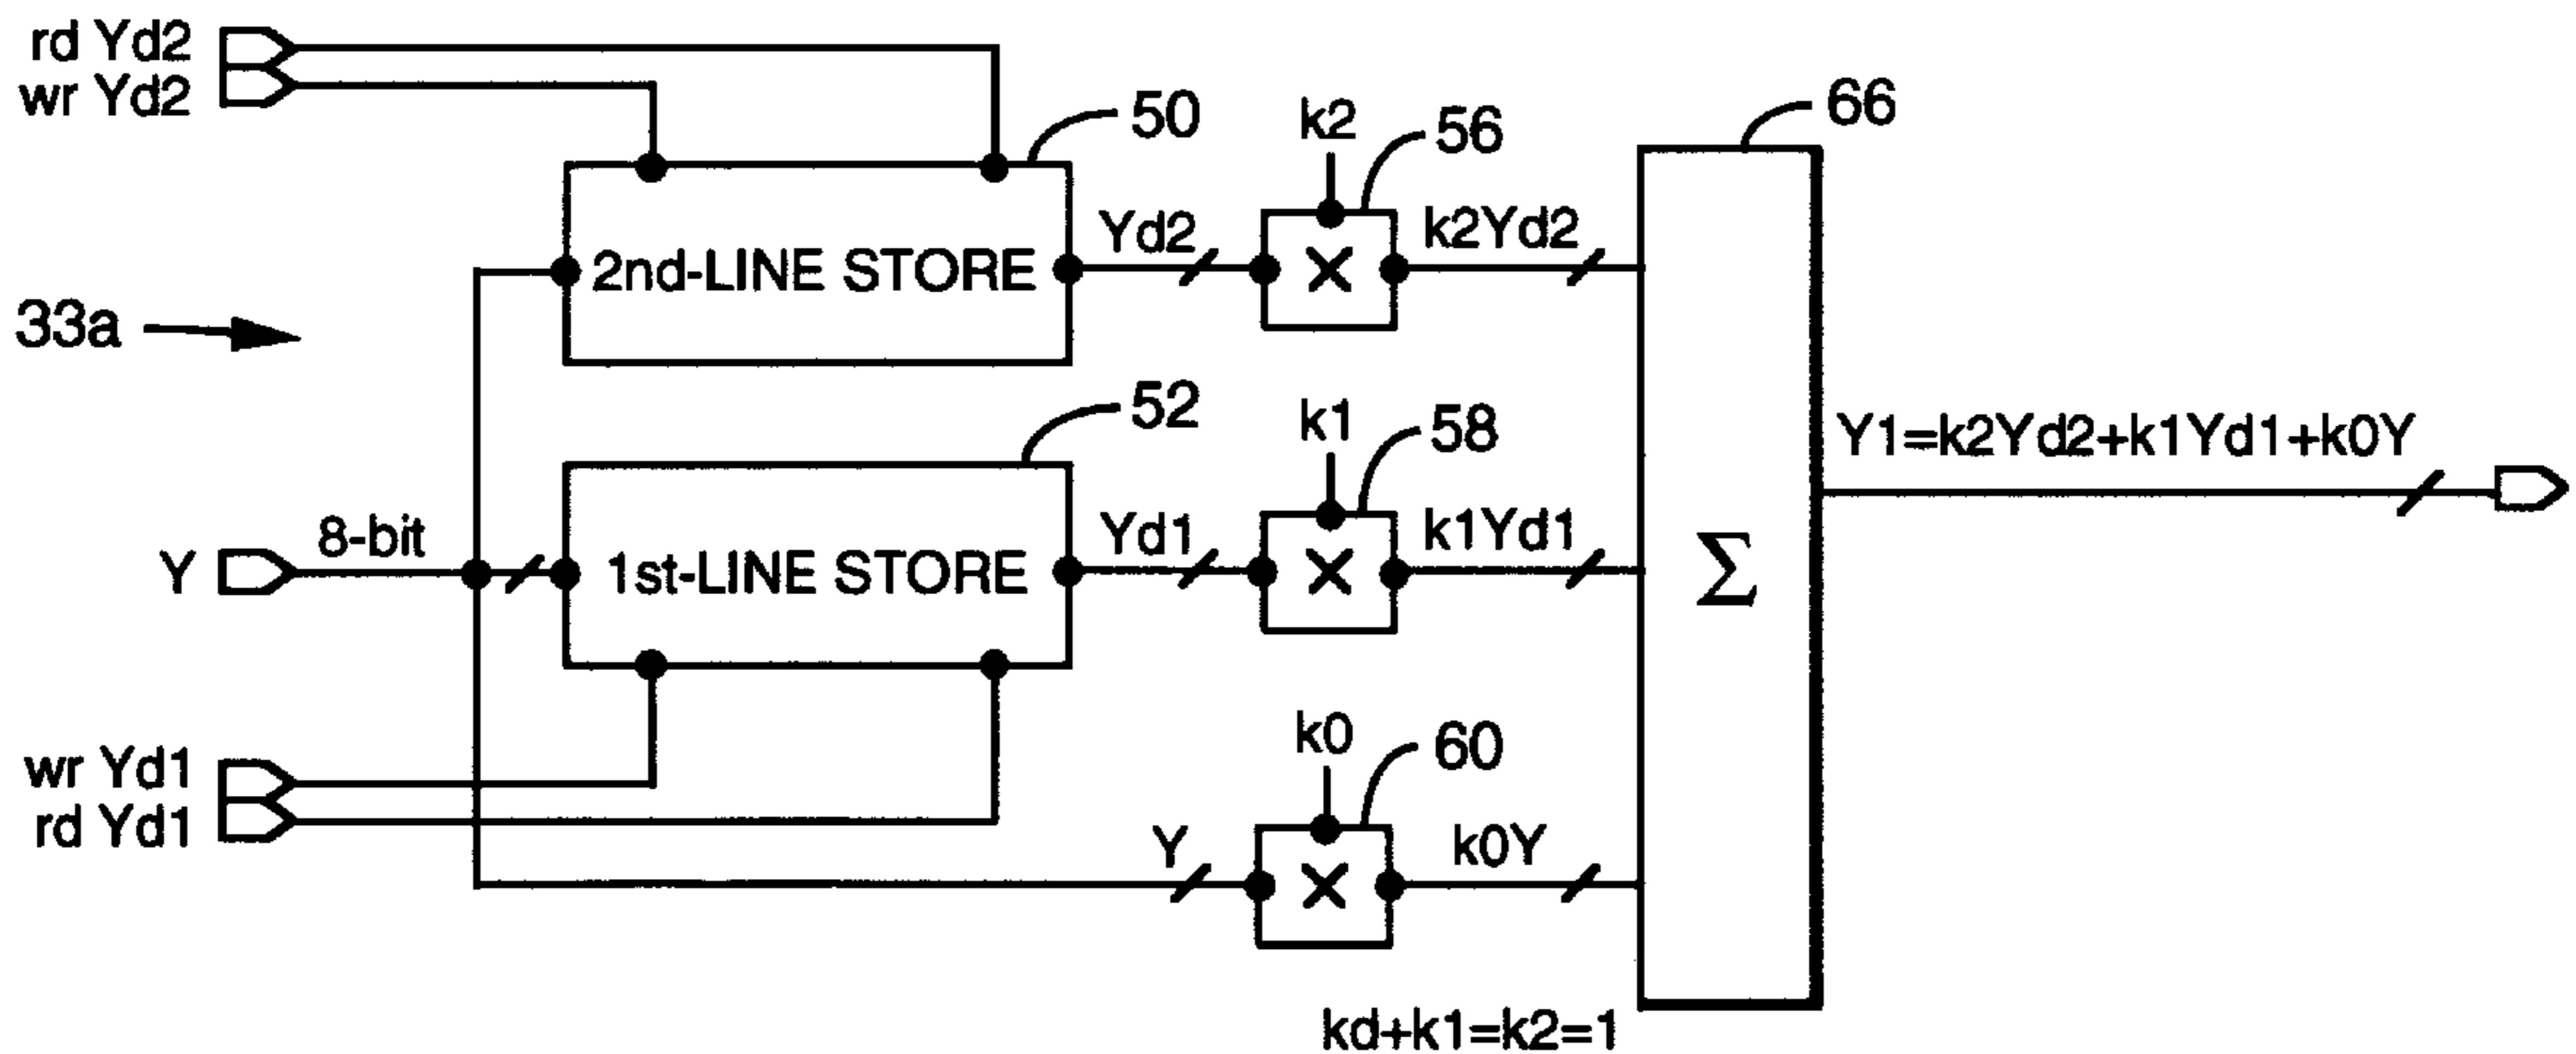 rd Yd2
wr Yd2
50
k2
56
66
2nd-LINE STORE
Yd2
×
k2Yd2
33a
52
k1
58
Y1=k2Yd2+k1Yd1+k0Y
Y
8-bit
1st-LINE STORE
Yd1
×
k1Yd1
Σ
wr Yd1
rd Yd1
k0
60
Y
×
k0Y
kd+k1=k2=1